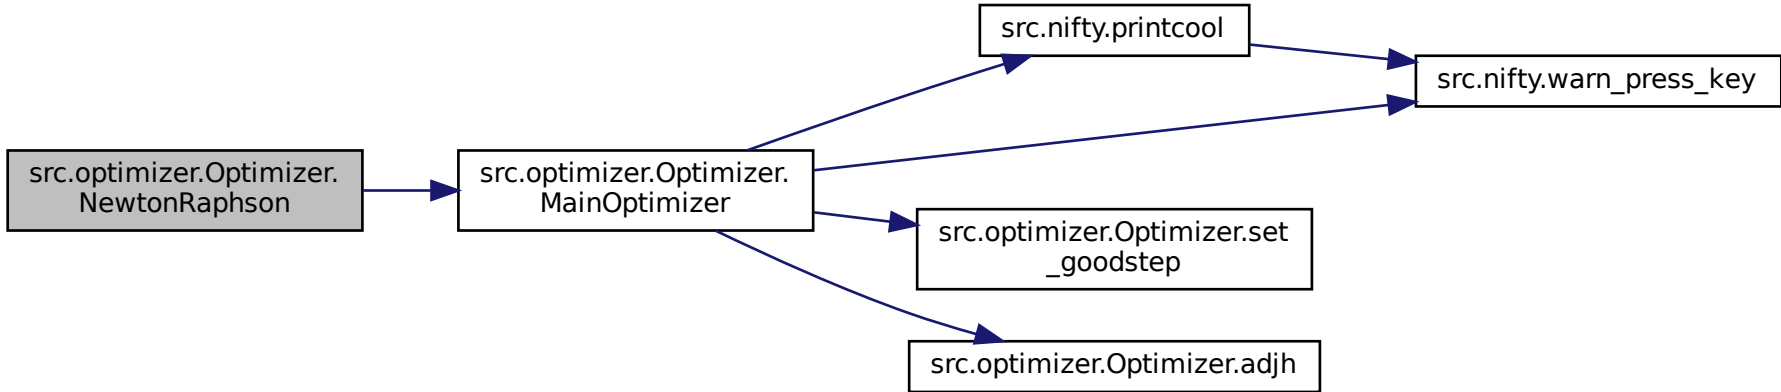 src.optimizer.Optimizer.
NewtonRaphson
src.optimizer.Optimizer.
MainOptimizer
src.nifty.printcool
src.nifty.warn_press_key
src.optimizer.Optimizer.set
_goodstep
src.optimizer.Optimizer.adjh